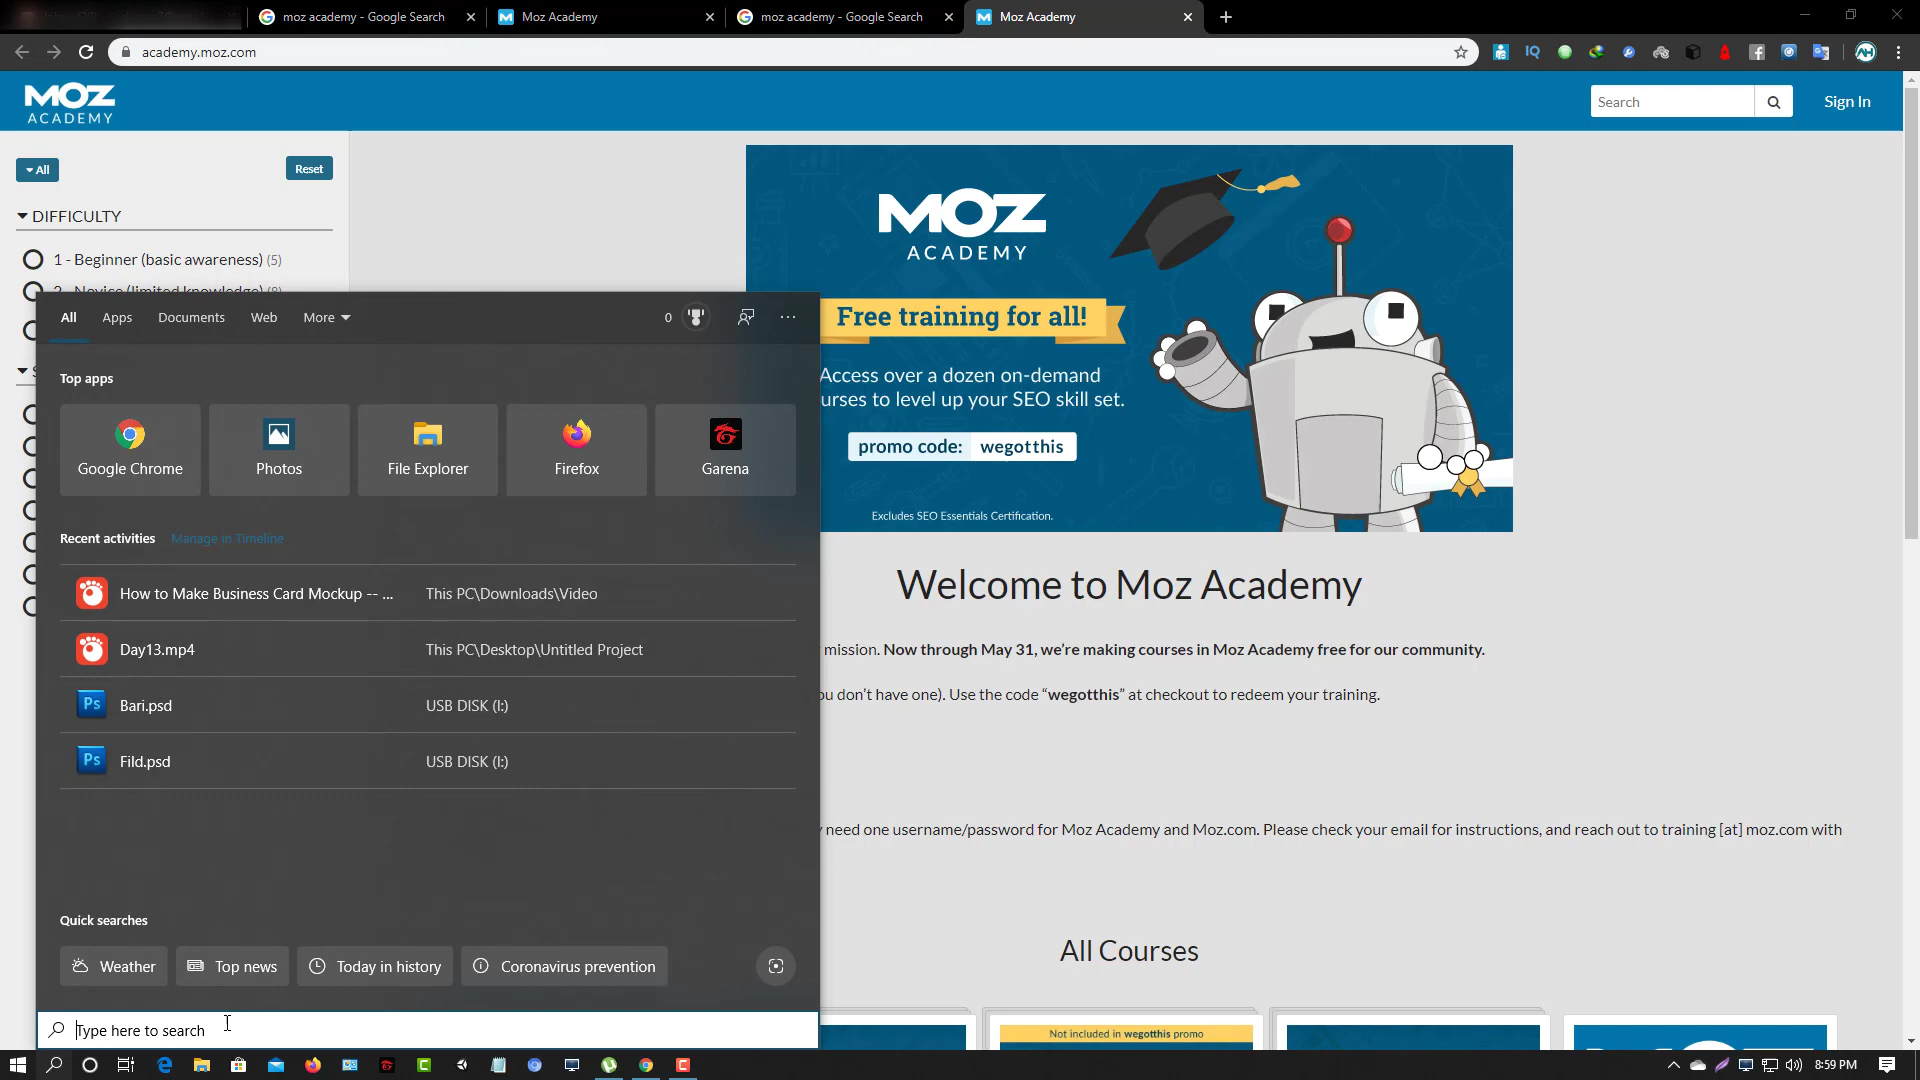 moz academy - Google Search
Moz Academy
moz academy - Google Search
Moz Academy
academy.moz.com
MOZ
ACADEMY
Search
Sign In
All
Reset
DIFFICULTY
1 - Beginner (basic awareness) (5)
2 - Novice (limited knowledge) (8)
All
Apps
Documents
Web
More
0
Top apps
Google Chrome
Photos
File Explorer
Firefox
Garena
Recent activities
Manage in Timeline
How to Make Business Card Mockup -- ...
This PC\Downloads\Video
Day13.mp4
This PC\Desktop\Untitled Project
Bari.psd
USB DISK (I:)
Fild.psd
USB DISK (I:)
Quick searches
Weather
Top news
Today in history
Coronavirus prevention
Type here to search
MOZ
ACADEMY
Free training for all!
Access over a dozen on-demand
urses to level up your SEO skill set.
promo code: wegotthis
Excludes SEO Essentials Certification.
Welcome to Moz Academy
mission. Now through May 31, we’re making courses in Moz Academy free for our community.
ou don’t have one). Use the code “wegotthis” at checkout to redeem your training.
y need one username/password for Moz Academy and Moz.com. Please check your email for instructions, and reach out to training [at] moz.com with
All Courses
Not included in wegotthis promo
8:59 PM